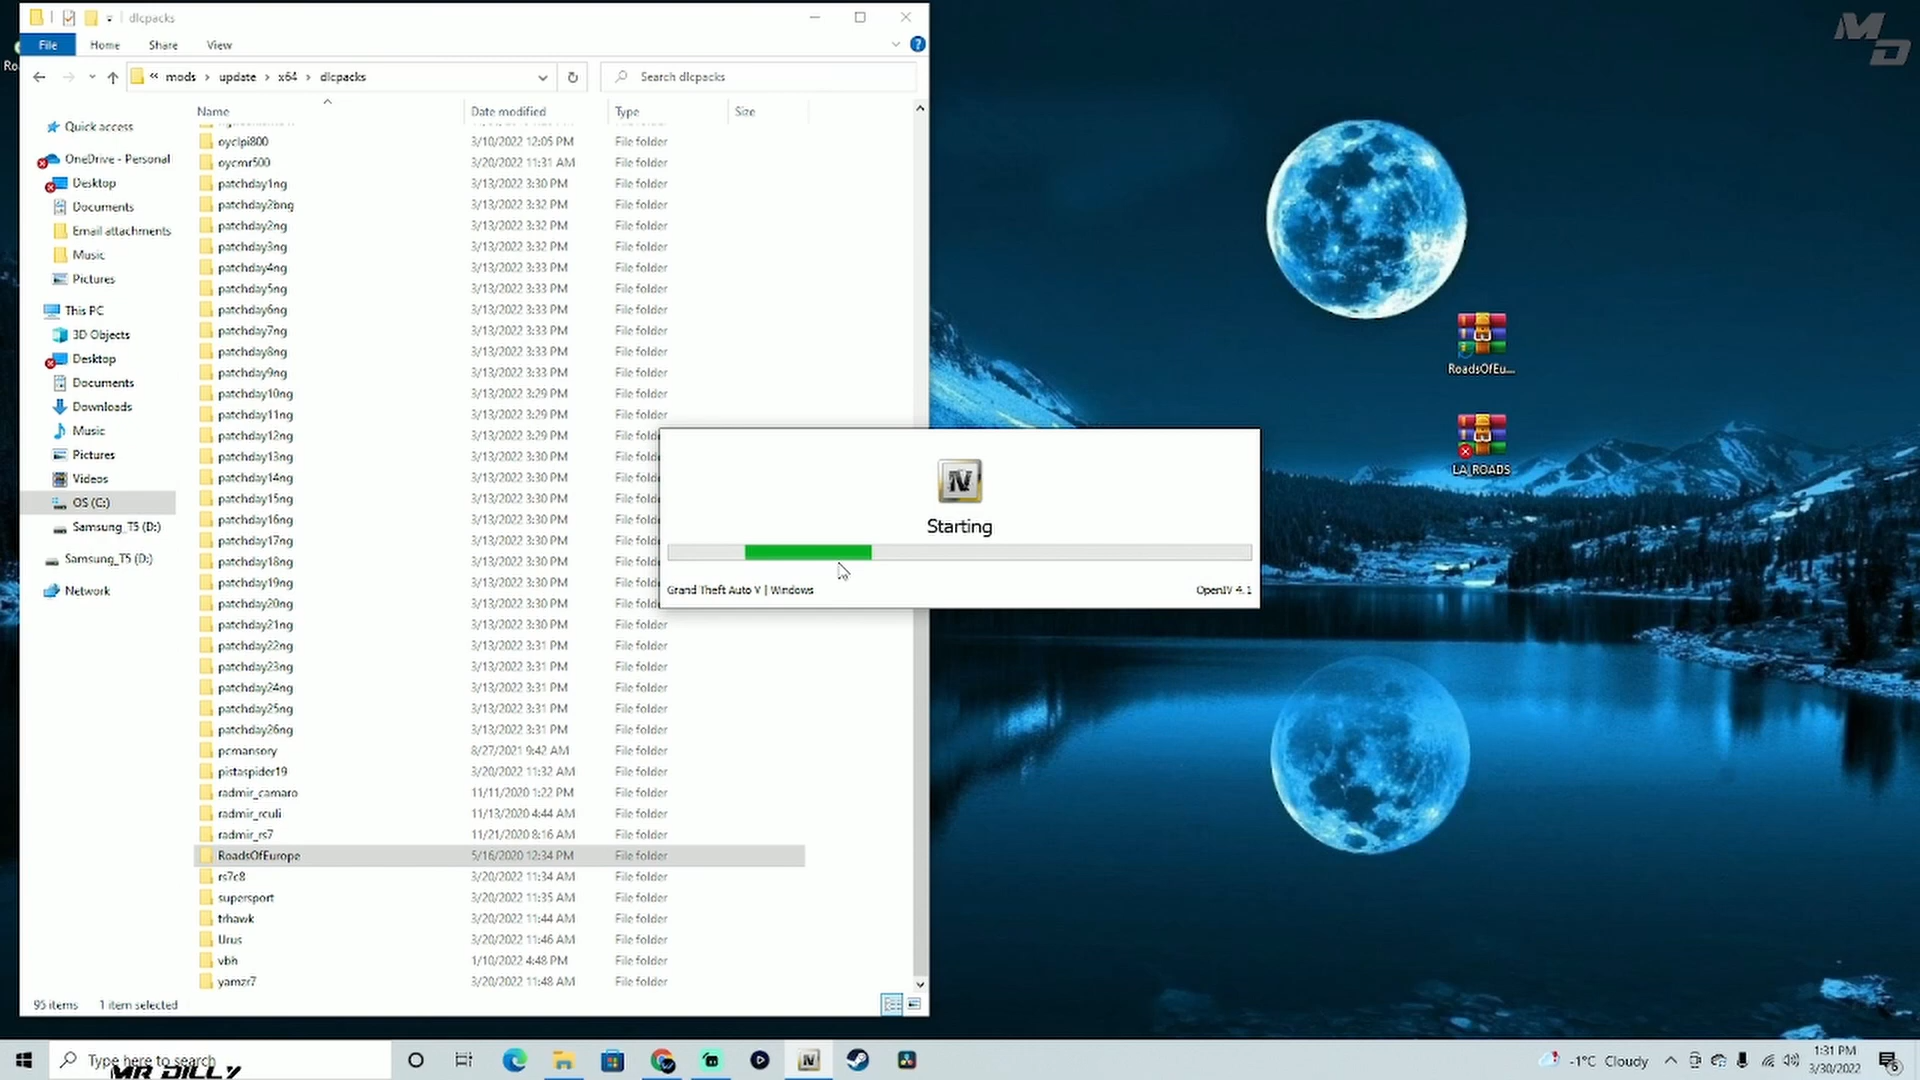 dlcpacks
File Home Share View
« mods > update > x64 > dlcpacks
Search dlcpacks
Name Date modified Type Size
oyclpi800 3/10/2022 12:05 PM File folder
oycmr500 3/20/2022 11:31 AM File folder
patchday1ng 3/13/2022 3:30 PM File folder
patchday2bng 3/13/2022 3:32 PM File folder
patchday2ng 3/13/2022 3:32 PM File folder
patchday3ng 3/13/2022 3:32 PM File folder
patchday4ng 3/13/2022 3:33 PM File folder
patchday5ng 3/13/2022 3:33 PM File folder
patchday6ng 3/13/2022 3:33 PM File folder
patchday7ng 3/13/2022 3:33 PM File folder
patchday8ng 3/13/2022 3:33 PM File folder
patchday9ng 3/13/2022 3:33 PM File folder
patchday10ng 3/13/2022 3:29 PM File folder
patchday11ng 3/13/2022 3:29 PM File folder
patchday12ng 3/13/2022 3:29 PM File
patchday13ng 3/13/2022 3:30 PM File
patchday14ng 3/13/2022 3:30 PM File
patchday15ng 3/13/2022 3:30 PM File
patchday16ng 3/13/2022 3:30 PM File
patchday17ng 3/13/2022 3:30 PM File
patchday18ng 3/13/2022 3:30 PM File
patchday19ng 3/13/2022 3:30 PM File
patchday20ng 3/13/2022 3:30 PM File folder
patchday21ng 3/13/2022 3:30 PM File folder
patchday22ng 3/13/2022 3:31 PM File folder
patchday23ng 3/13/2022 3:31 PM File folder
patchday24ng 3/13/2022 3:31 PM File folder
patchday25ng 3/13/2022 3:31 PM File folder
patchday26ng 3/13/2022 3:31 PM File folder
pcmansory 8/27/2021 9:42 AM File folder
pistaspider19 3/20/2022 11:32 AM File folder
radmir_camaro 11/11/2020 1:22 PM File folder
radmir_rculi 11/13/2020 4:44 AM File folder
radmir_rs7 11/21/2020 8:16 AM File folder
RoadsOfEurope 5/16/2020 12:34 PM File folder
rs7c8 3/20/2022 11:34 AM File folder
supersport 3/20/2022 11:35 AM File folder
trhawk 3/20/2022 11:44 AM File folder
Urus 3/20/2022 11:46 AM File folder
vbh 1/10/2022 4:48 PM File folder
yamzr7 3/20/2022 11:48 AM File folder
Quick access
OneDrive - Personal
Desktop
Documents
Email attachments
Music
Pictures
This PC
3D Objects
Desktop
Documents
Downloads
Music
Pictures
Videos
OS (C:)
Samsung_T5 (D:)
Samsung_T5 (D:)
Network
95 items 1 item selected
IV
Starting
Grand Theft Auto V | Windows OpenIV 4.1
MD
RoadsOfEu...
LA_ROADS
Type here to search
MR DILLY
-1°C Cloudy
1:31 PM
3/30/2022